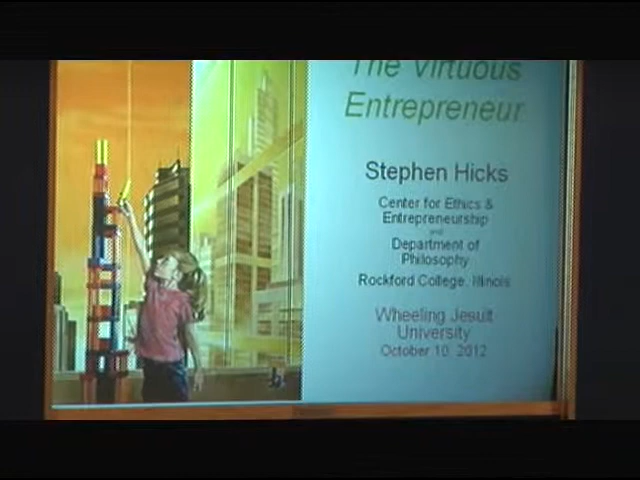 The Virtuous
Entrepreneur
Stephen Hicks
Center for Ethics &
Entrepreneurship
and
Department of
Philosophy
Rockford College, Illinois
Wheeling Jesuit
University
October 10, 2012